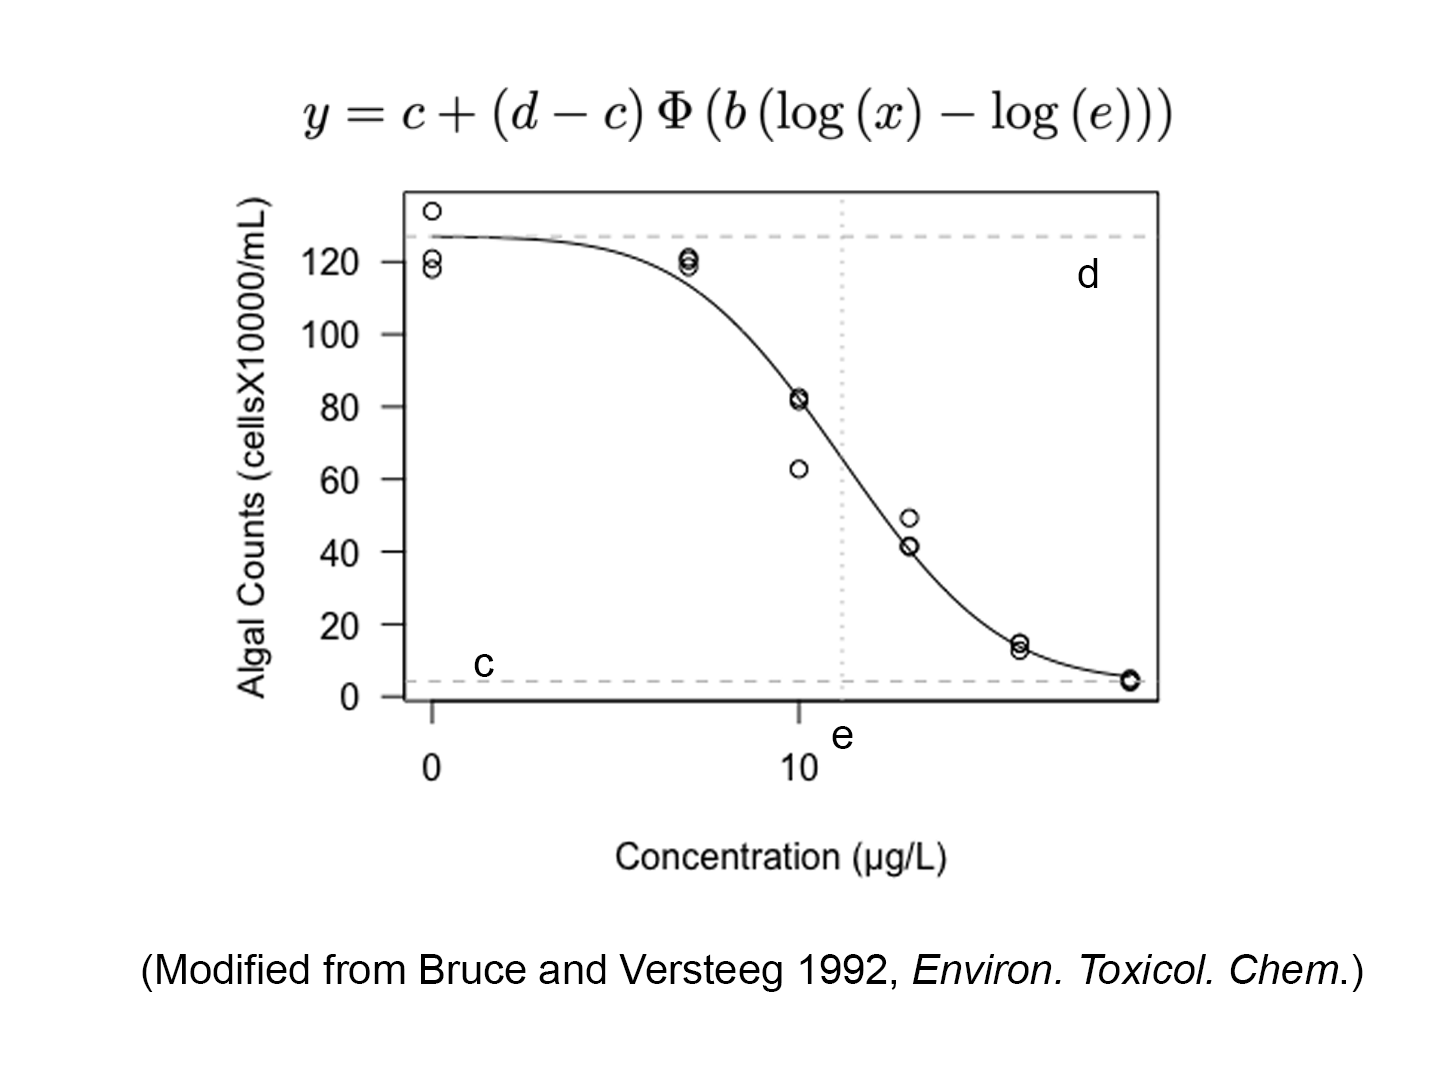 y = c + (d − c) Φ (b (log (x) − log (e)))
Algal Counts (cellsX10000/mL)
120
d
100
80
60
40
20
c
0
e
0 10
Concentration (µg/L)
(Modified from Bruce and Versteeg 1992, Environ. Toxicol. Chem.)